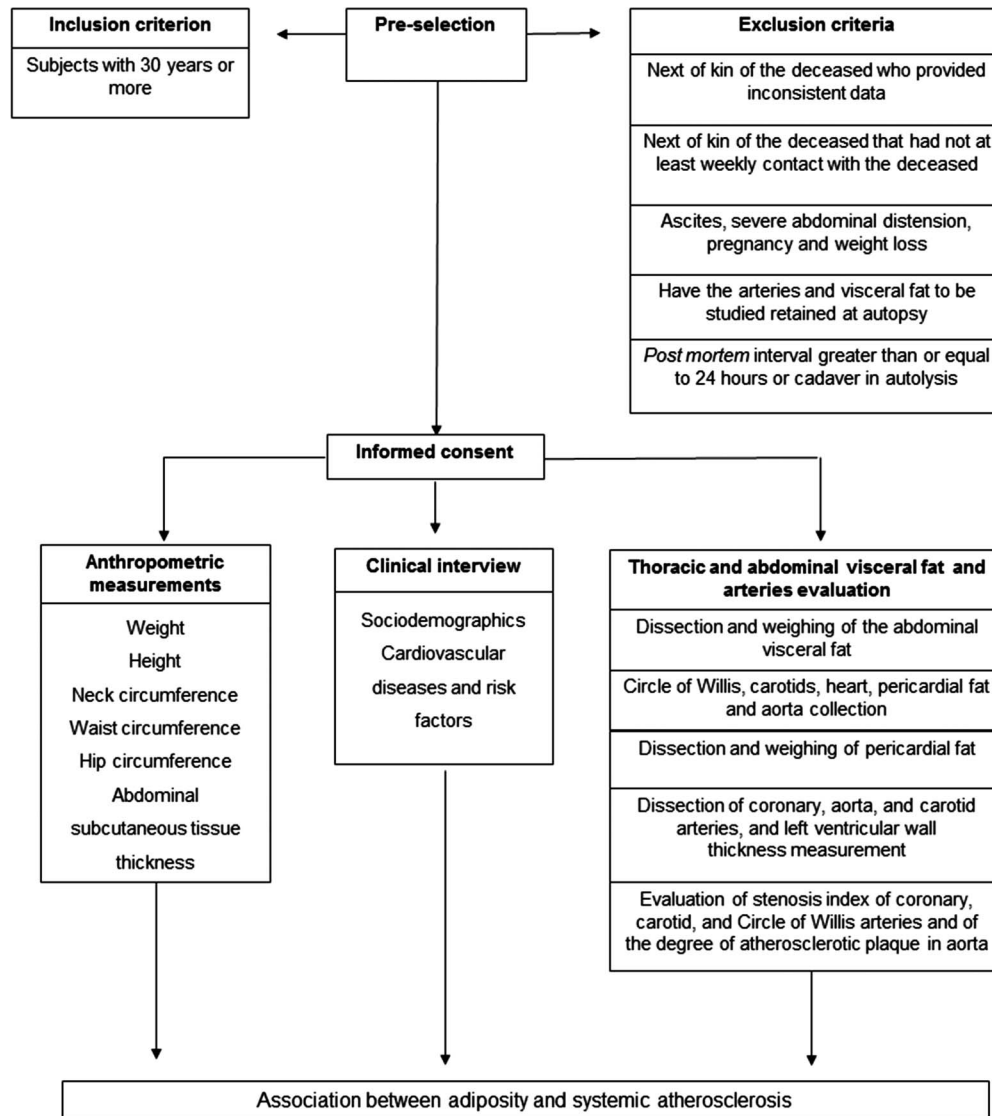 Inclusion criterion
Subjects with 30 years or
more
Pre-selection
Exclusion criteria
Next of kin of the deceased who provided
inconsistent data
Next of kin of the deceased that had not at
least weekly contact with the deceased
Ascites, severe abdominal distension,
pregnancy and weight loss
Have the arteries and visceral fat to be
studied retained at autopsy
Post mortem interval greater than or equal
to 24 hours or cadaver in autolysis
Informed consent
Anthropometric
measurements
Weight
Height
Neck circumference
Waist circumference
Hip circumference
Abdominal
subcutaneous tissue
thickness
Clinical interview
Sociodemographics
Cardiovascular
diseases and risk
factors
Thoracic and abdominal visceral fat and
arteries evaluation
Dissection and weighing of the abdominal
visceral fat
Circle of Willis, carotids, heart, pericardial fat
and aorta collection
Dissection and weighing of pericardial fat
Dissection of coronary, aorta, and carotid
arteries, and left ventricular wall
thickness measurement
Evaluation of stenosis index of coronary,
carotid, and Circle of Willis arteries and of
the degree of atherosclerotic plaque in aorta
Association between adiposity and systemic atherosclerosis